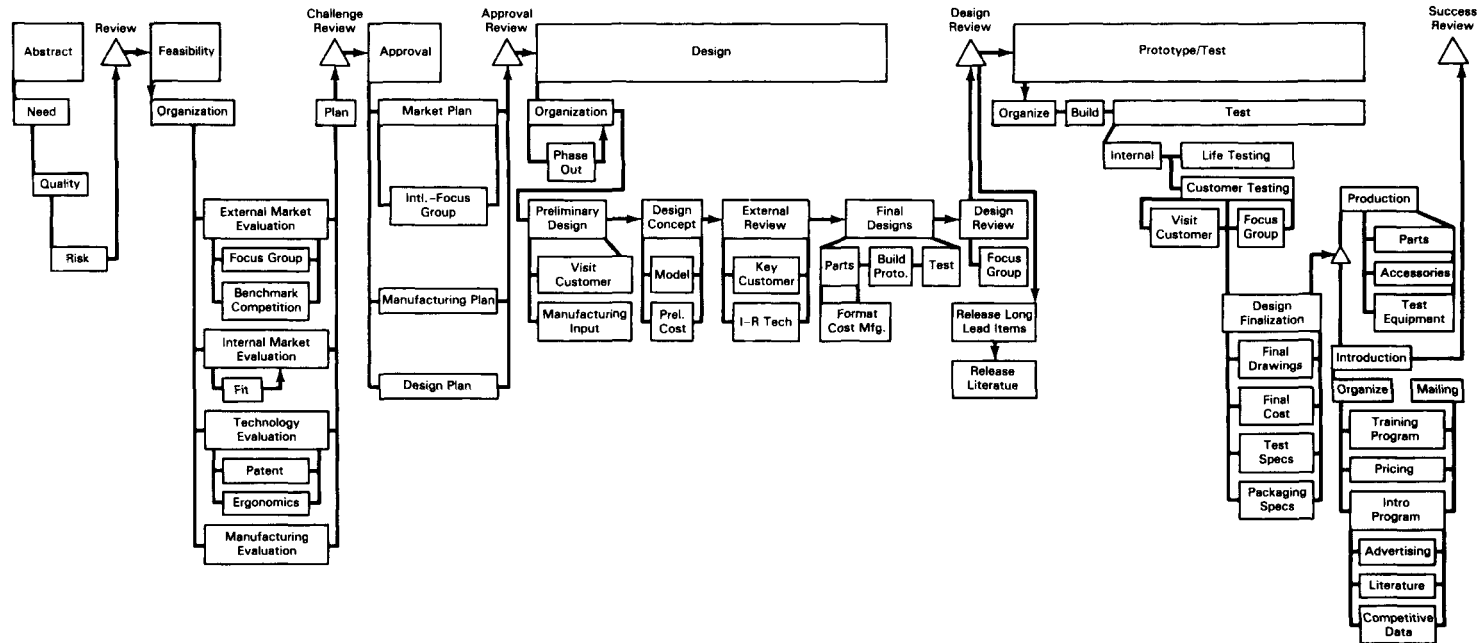 Abstract
Need
Quality
Risk
Review
Feasibility
Organization
External Market
Evaluation
Focus Group
Benchmark
Competition
Internal Market
Evaluation
Fit
Technology
Evaluation
Patent
Ergonomics
Manufacturing
Evaluation
Challenge
Review
Plan
Approval
Market Plan
Intl.-Focus
Group
Manufacturing Plan
Design Plan
Approval
Review
Design
Organization
Phase
Out
Preliminary
Design
Visit
Customer
Manufacturing
Input
Design
Concept
Model
Prel.
Cost
External
Review
Key
Customer
I-R Tech
Final
Designs
Parts
Build
Proto.
Test
Format
Cost Mfg.
Design
Review
Focus
Group
Release Long
Lead Items
Release
Literatue
Design
Review
Prototype/Test
Organize
Build
Test
Internal
Life Testing
Customer Testing
Visit
Customer
Focus
Group
Design
Finalization
Final
Drawings
Final
Cost
Test
Specs
Packaging
Specs
Production
Parts
Accessories
Test
Equipment
Introduction
Organize
Mailing
Training
Program
Pricing
Intro
Program
Advertising
Literature
Competitive
Data
Success
Review